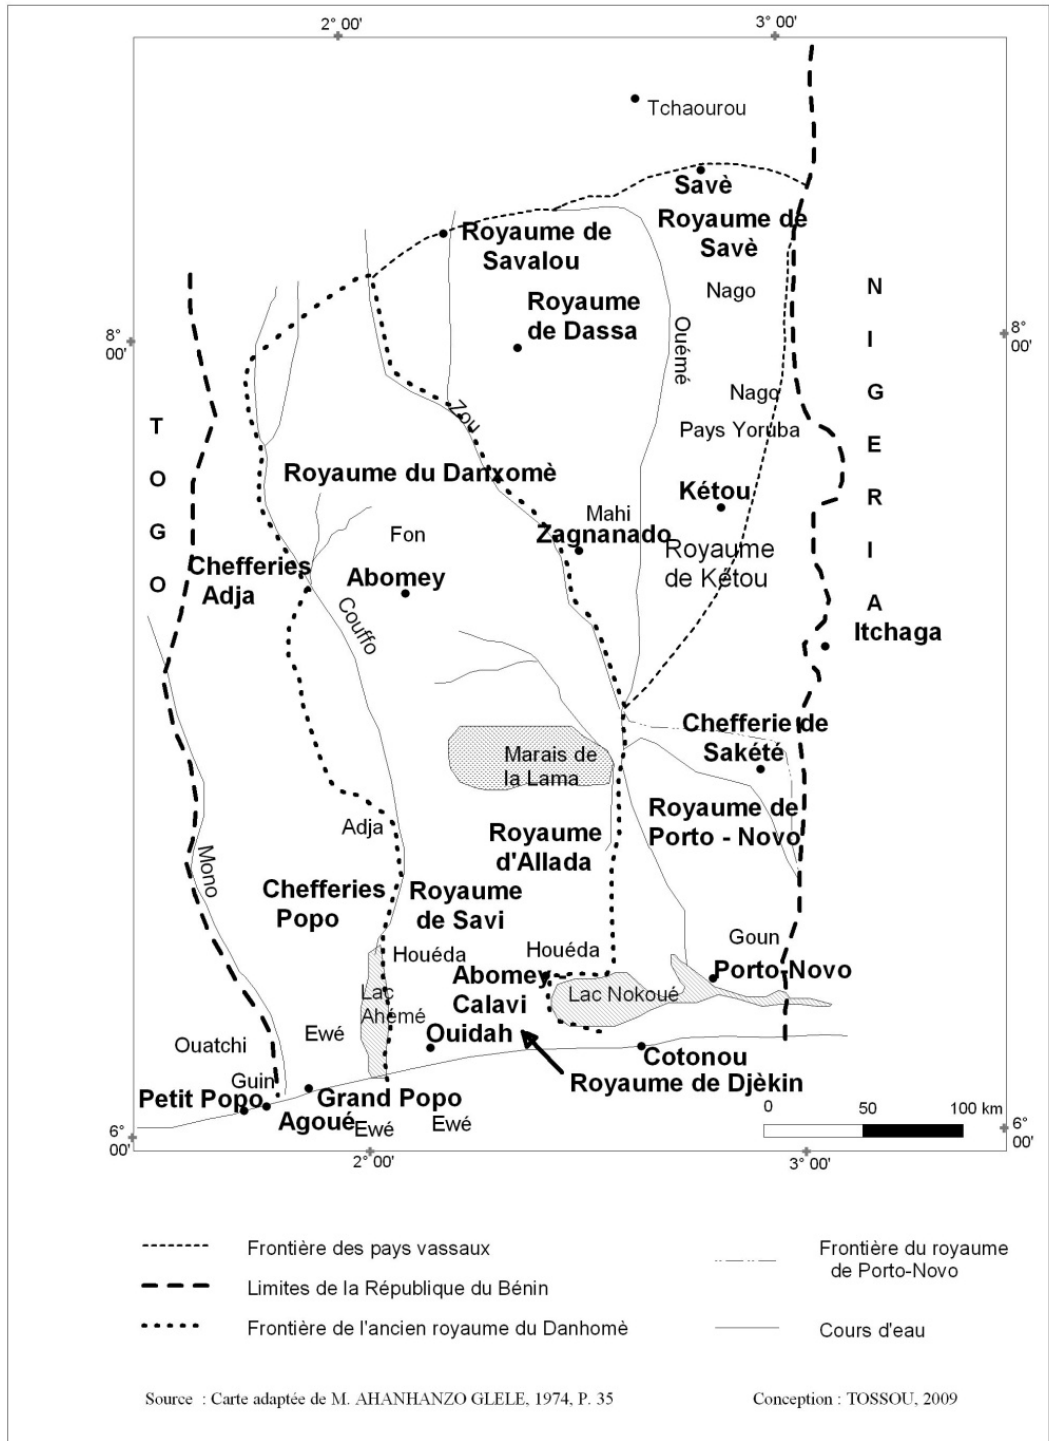 2° 00'
3° 00'
Tchaourou
Savè
Royaume de
Savè
Royaume de
Savalou
Nago
Royaume
de Dassa
Ouémé
8°
00'
8°
00'
NIGERIA
TOGO
Nago
Zou
Pays Yoruba
Royaume du Danxomè
Kétou
Mahi
Fon
Zagnanado
Royaume
de Kétou
Chefferies
Adja
Abomey
Couffo
Itchaga
Chefferie de
Sakété
Marais de
la Lama
Royaume de
Porto - Novo
Adja
Royaume
d'Allada
Mono
Chefferies
Popo
Royaume
de Savi
Goun
Houéda
Houéda
Porto-Novo
Abomey
Calavi
Lac
Ahémé
Lac Nokoué
Ewé
Ouidah
Ouatchi
Cotonou
Guin
Royaume de Djèkin
Petit Popo
Grand Popo
Agoué
Ewé
Ewé
0 50 100 km
6°
00'
6°
00'
2° 00'
3° 00'
Frontière des pays vassaux
Limites de la République du Bénin
Frontière de l'ancien royaume du Danhomè
Frontière du royaume
de Porto-Novo
Cours d'eau
Source : Carte adaptée de M. AHANHANZO GLELE, 1974, P. 35
Conception : TOSSOU, 2009